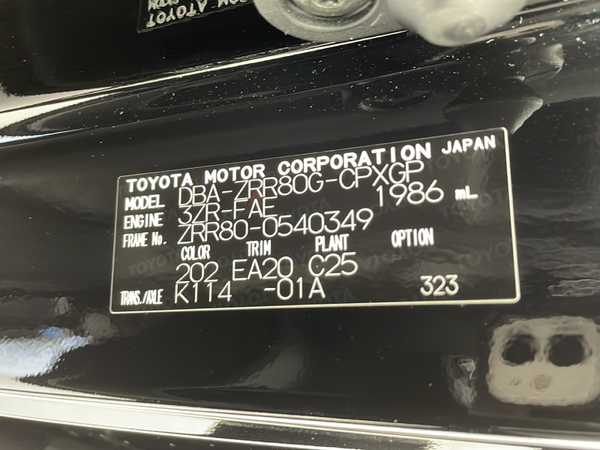 TOYOTA MOTOR CORPORATION JAPAN
MODEL DBA-ZRR80G-CPXGP
ENGINE 3ZR-FAE 1986 mL
FRAME No. ZRR80-0540349
COLOR TRIM PLANT OPTION
202 EA20 C25
TRANS./AXLE K114 -01A 323